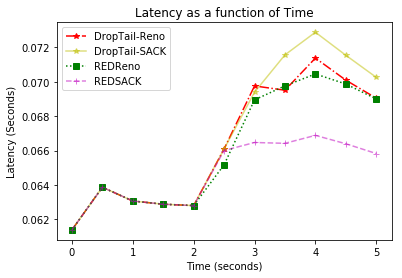 Latency as a function of Time
DropTail-Reno
DropTail-SACK
REDReno
REDSACK
Latency (Seconds)
0.072
0.070
0.068
0.066
0.064
0.062
0 1 2 3 4 5
Time (seconds)